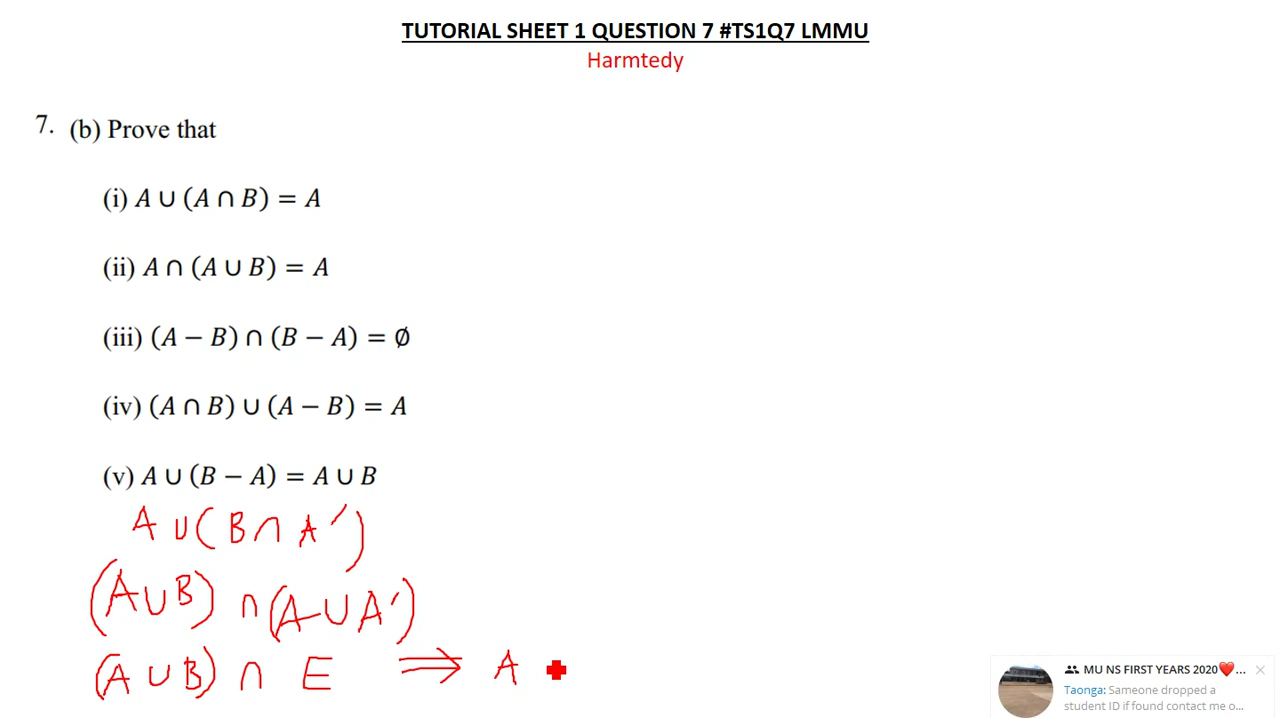 TUTORIAL SHEET 1 QUESTION 7 #TS1Q7 LMMU
Harmtedy
7. (b) Prove that
(i) A ∪ (A ∩ B) = A
(ii) A ∩ (A ∪ B) = A
(iii) (A − B) ∩ (B − A) = ∅
(iv) (A ∩ B) ∪ (A − B) = A
(v) A ∪ (B − A) = A ∪ B
A ∪ (B ∩ A′)
(A ∪ B) ∩ (A ∪ A′)
(A ∪ B) ∩ E ⟹ A
MU NS FIRST YEARS 2020❤️...
Taonga: Sameone dropped a
student ID if found contact me o...